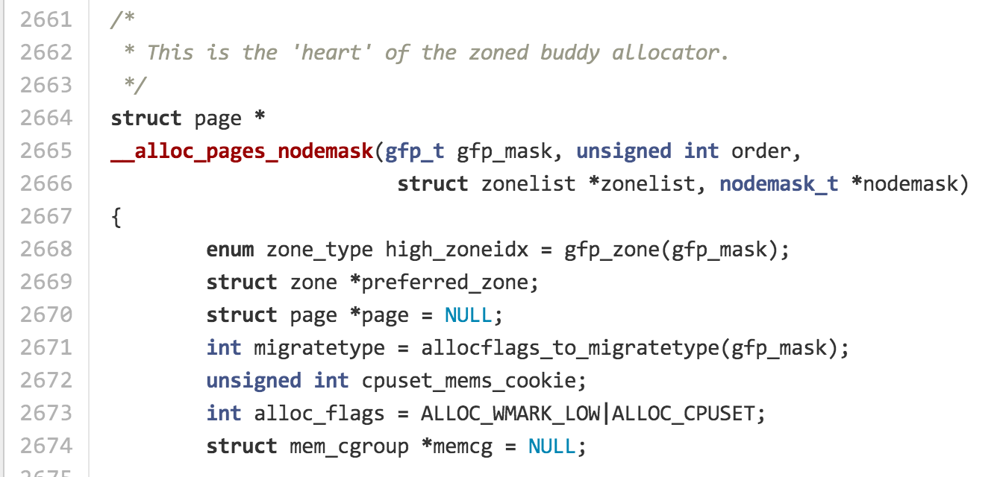 2661 /*
2662  * This is the 'heart' of the zoned buddy allocator.
2663  */
2664 struct page *
2665 __alloc_pages_nodemask(gfp_t gfp_mask, unsigned int order,
2666                         struct zonelist *zonelist, nodemask_t *nodemask)
2667 {
2668         enum zone_type high_zoneidx = gfp_zone(gfp_mask);
2669         struct zone *preferred_zone;
2670         struct page *page = NULL;
2671         int migratetype = allocflags_to_migratetype(gfp_mask);
2672         unsigned int cpuset_mems_cookie;
2673         int alloc_flags = ALLOC_WMARK_LOW|ALLOC_CPUSET;
2674         struct mem_cgroup *memcg = NULL;
2675